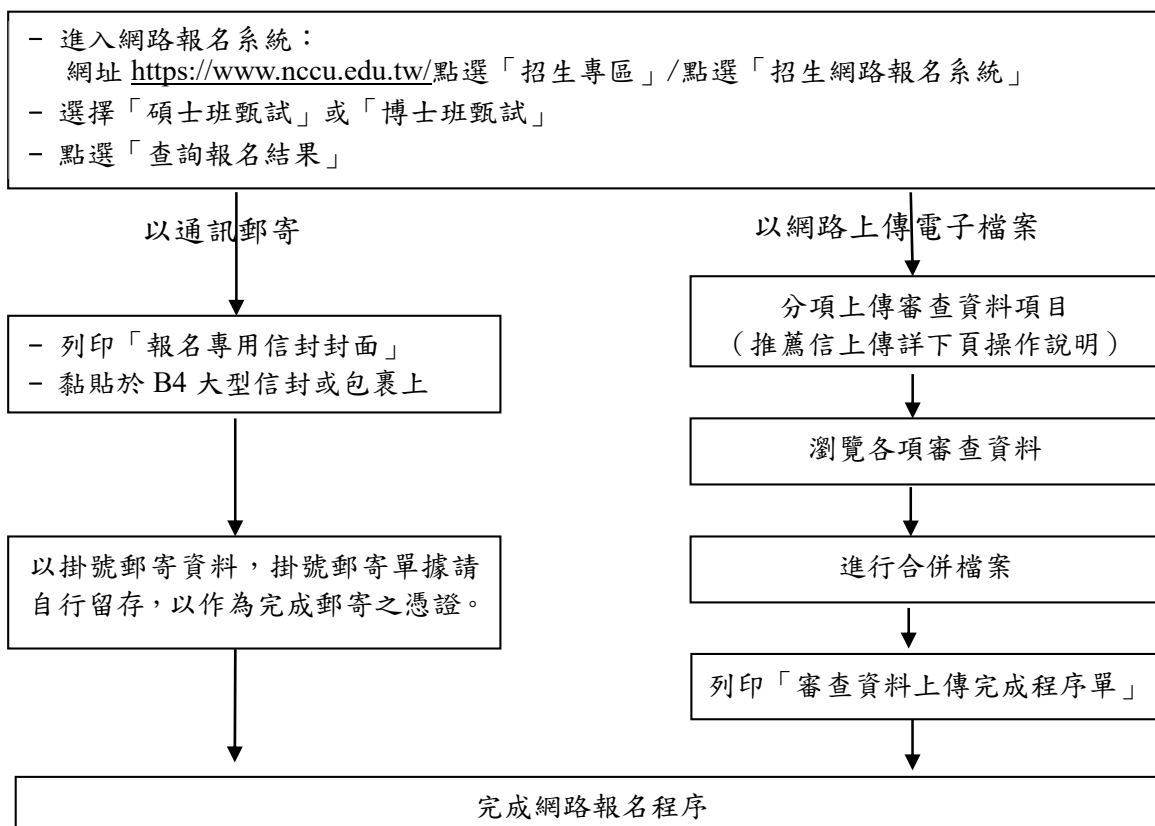 - 進入網路報名系統：
網址 https://www.nccu.edu.tw/點選「招生專區」/點選「招生網路報名系統」
- 選擇「碩士班甄試」或「博士班甄試」
- 點選「查詢報名結果」
以通訊郵寄
- 列印「報名專用信封封面」
- 黏貼於 B4 大型信封或包裹上
以掛號郵寄資料，掛號郵寄單據請
自行留存，以作為完成郵寄之憑證。
以網路上傳電子檔案
分項上傳審查資料項目
（推薦信上傳詳下頁操作說明）
瀏覽各項審查資料
進行合併檔案
列印「審查資料上傳完成程序單」
完成網路報名程序